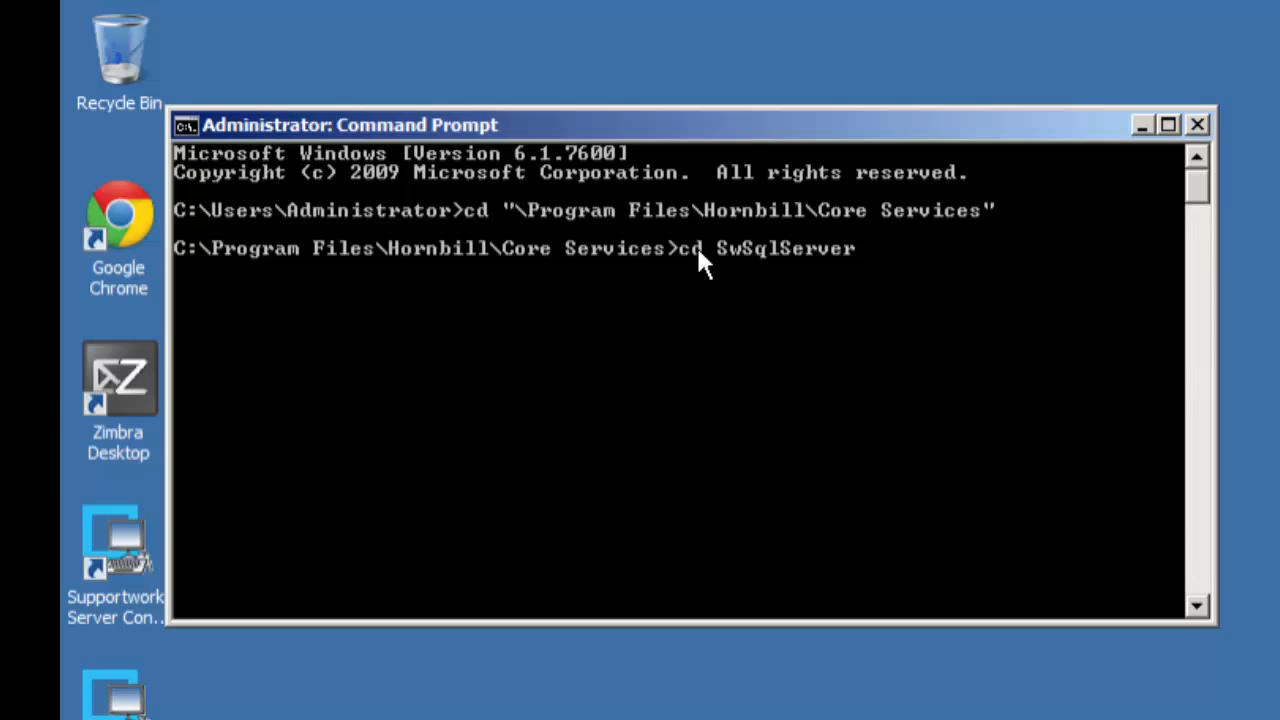 Recycle Bin
Administrator: Command Prompt
Microsoft Windows [Version 6.1.7600]
Copyright (c) 2009 Microsoft Corporation.  All rights reserved.
C:\Users\Administrator>cd "\Program Files\Hornbill\Core Services"
C:\Program Files\Hornbill\Core Services>cd SwSqlServer
Google
Chrome
Zimbra
Desktop
Supportwork
Server Con...